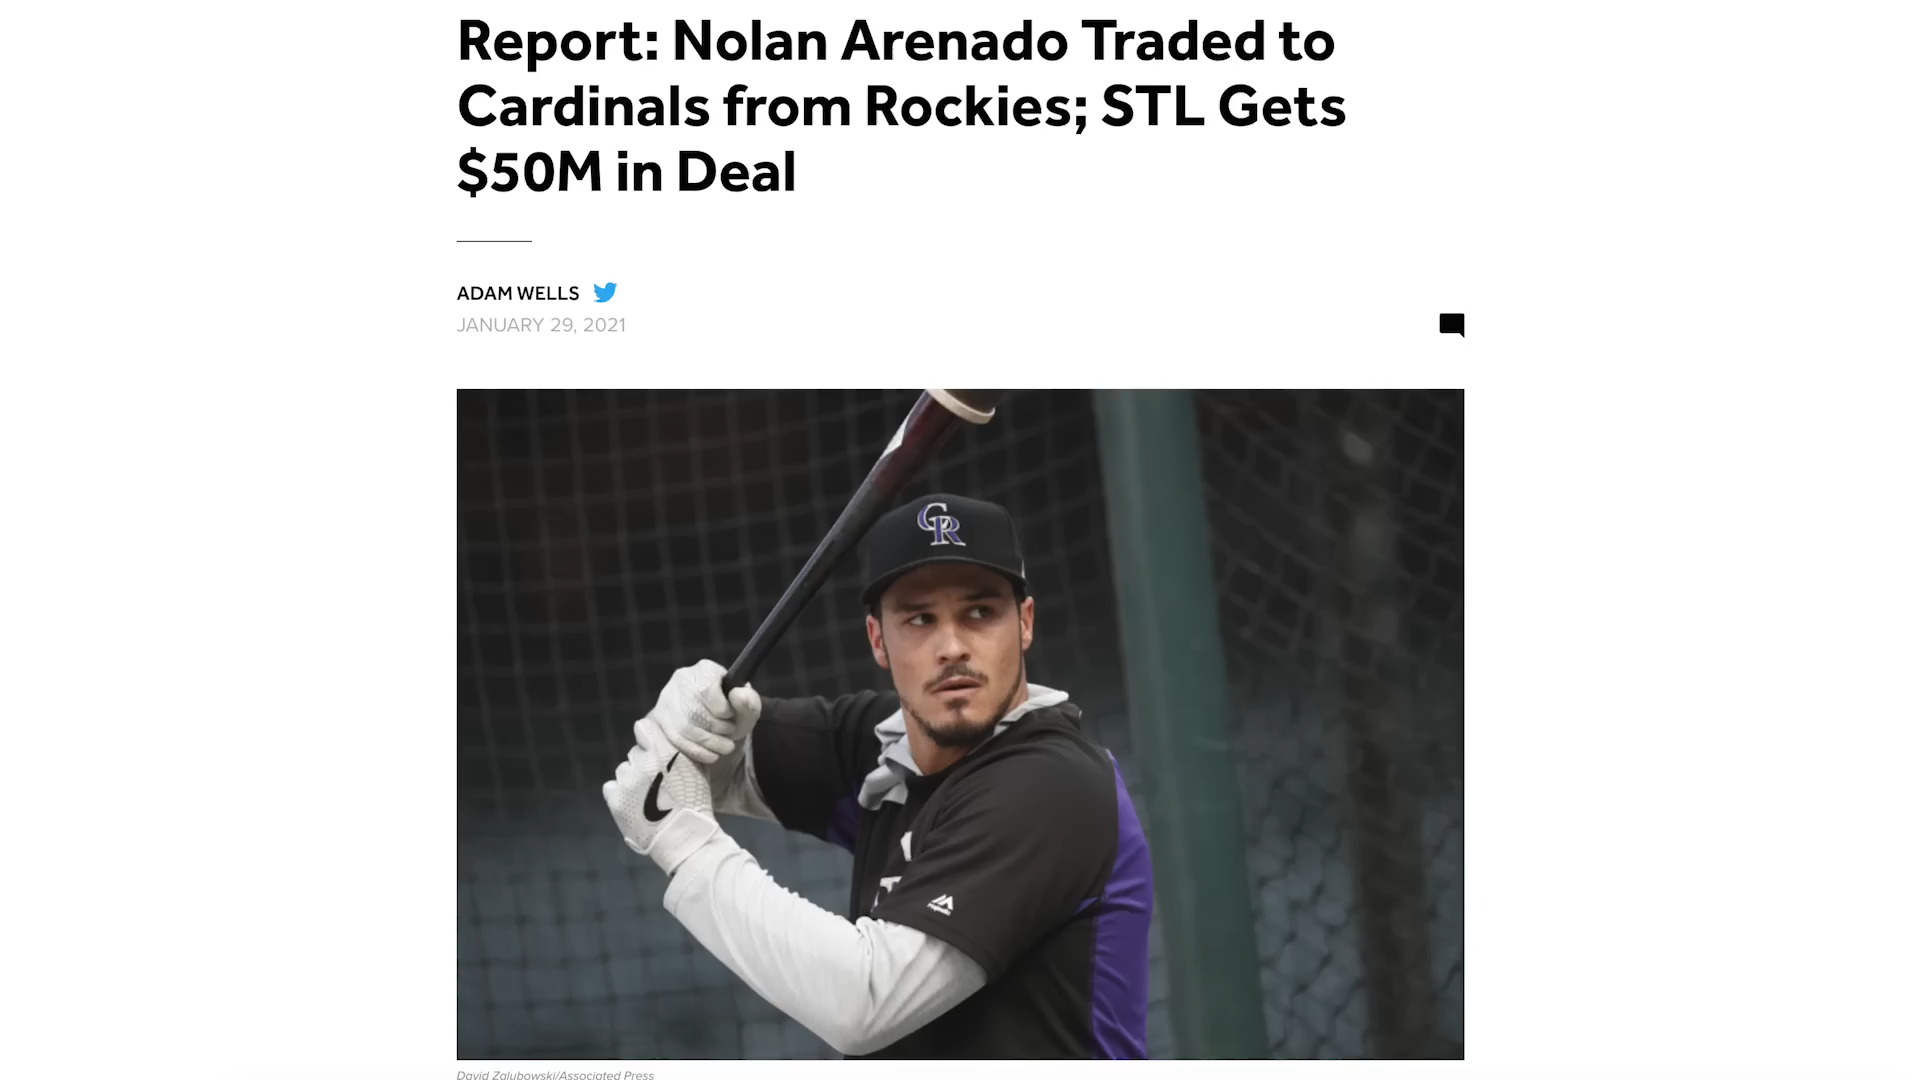 Report: Nolan Arenado Traded to
Cardinals from Rockies; STL Gets
$50M in Deal
ADAM WELLS
JANUARY 29, 2021
CR
Majestic
David Zalubowski/Associated Press